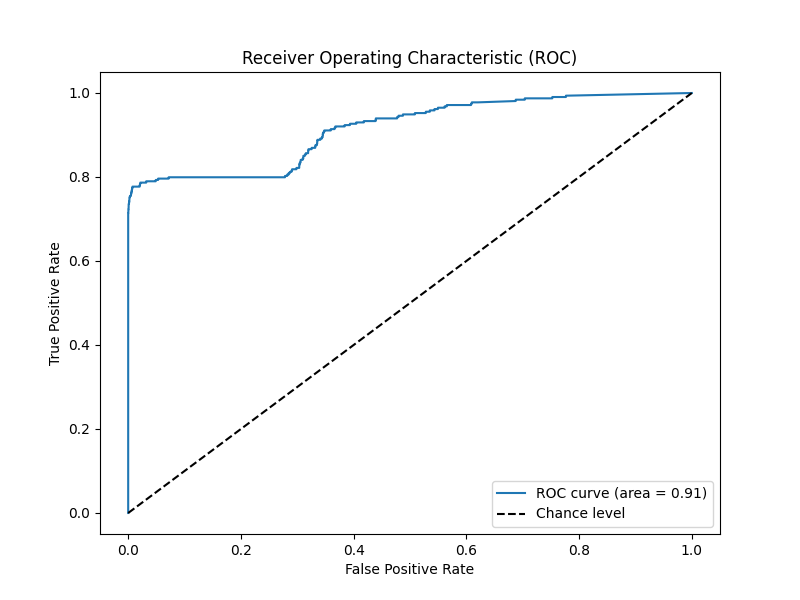 Receiver Operating Characteristic (ROC)
True Positive Rate
1.0
0.8
0.6
0.4
0.2
0.0
ROC curve (area = 0.91)
Chance level
0.0 0.2 0.4 0.6 0.8 1.0
False Positive Rate